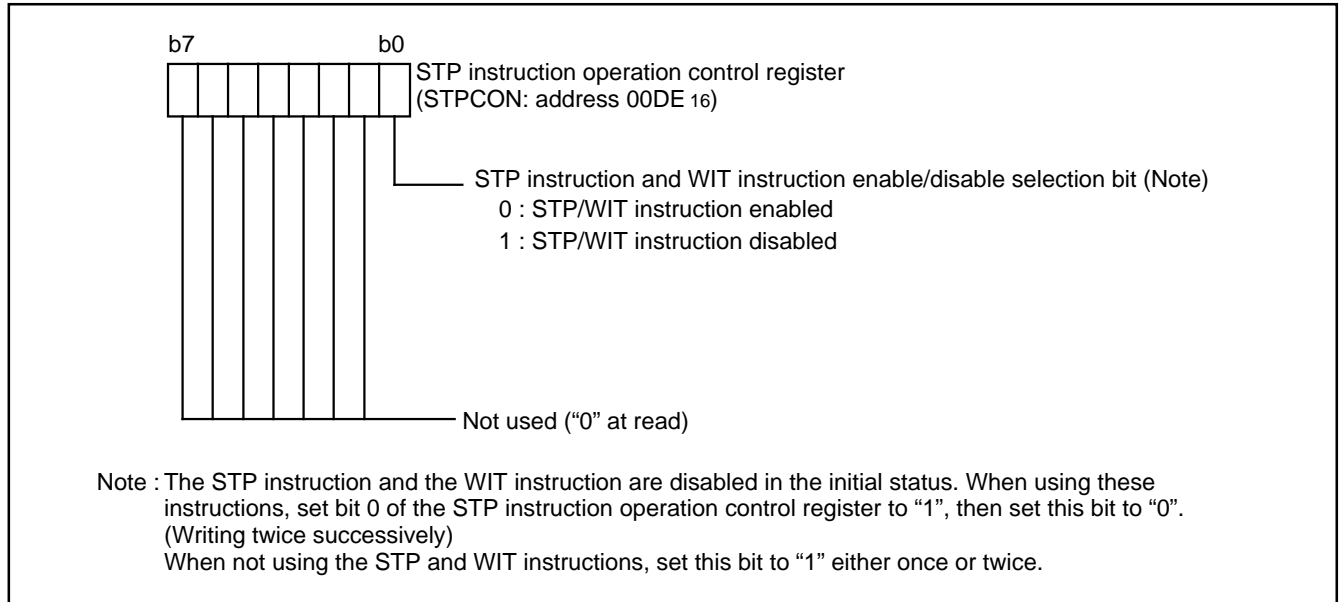 b7 b0
STP instruction operation control register
(STPCON: address 00DE 16)
STP instruction and WIT instruction enable/disable selection bit (Note)
0 : STP/WIT instruction enabled
1 : STP/WIT instruction disabled
Not used (“0” at read)
Note : The STP instruction and the WIT instruction are disabled in the initial status. When using these
instructions, set bit 0 of the STP instruction operation control register to “1”, then set this bit to “0”.
(Writing twice successively)
When not using the STP and WIT instructions, set this bit to “1” either once or twice.